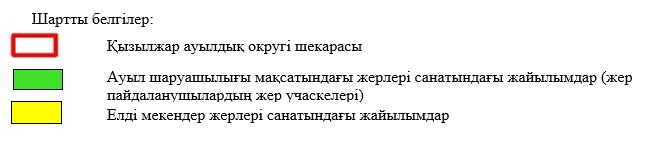 Шартты белгілер:
Қызылжар ауылдық округі шекарасы
Ауыл шаруашылығы мақсатындағы жерлері санатындағы жайылымдар (жер
пайдаланушылардың жер учаскелері)
Елді мекендер жерлері санатындағы жайылымдар